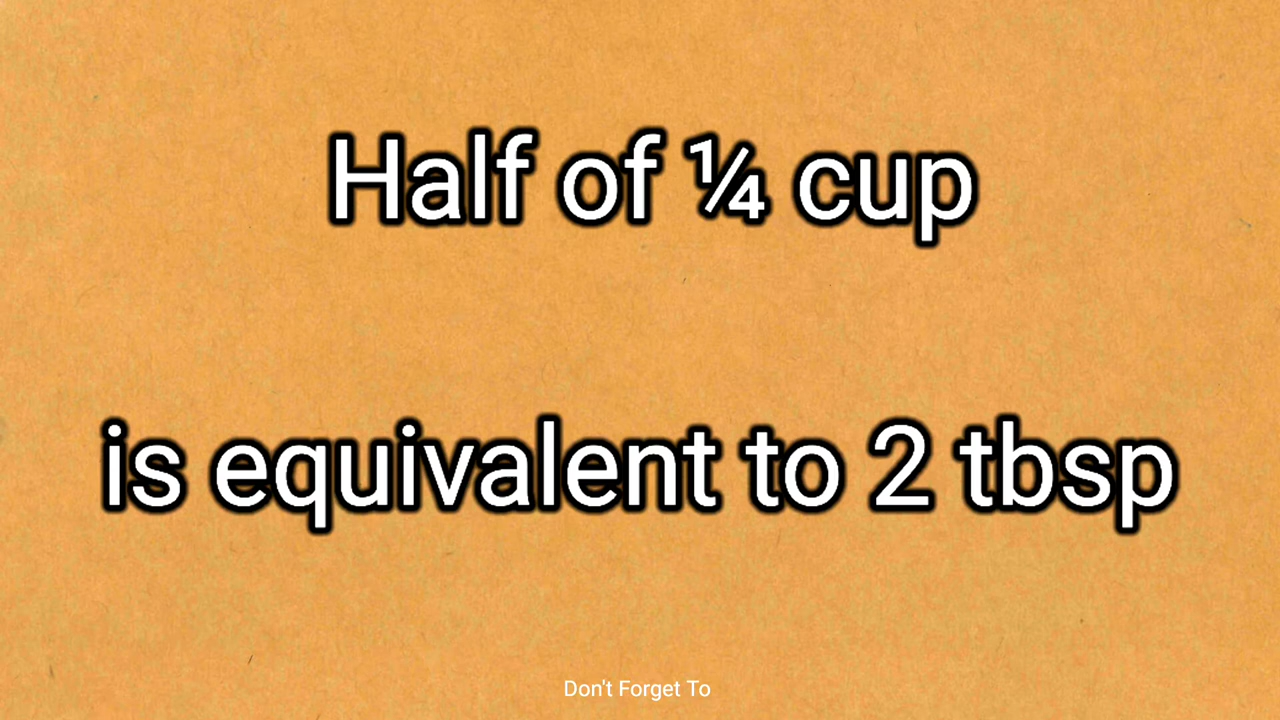 Half of ¼ cup
is equivalent to 2 tbsp
Don't Forget To